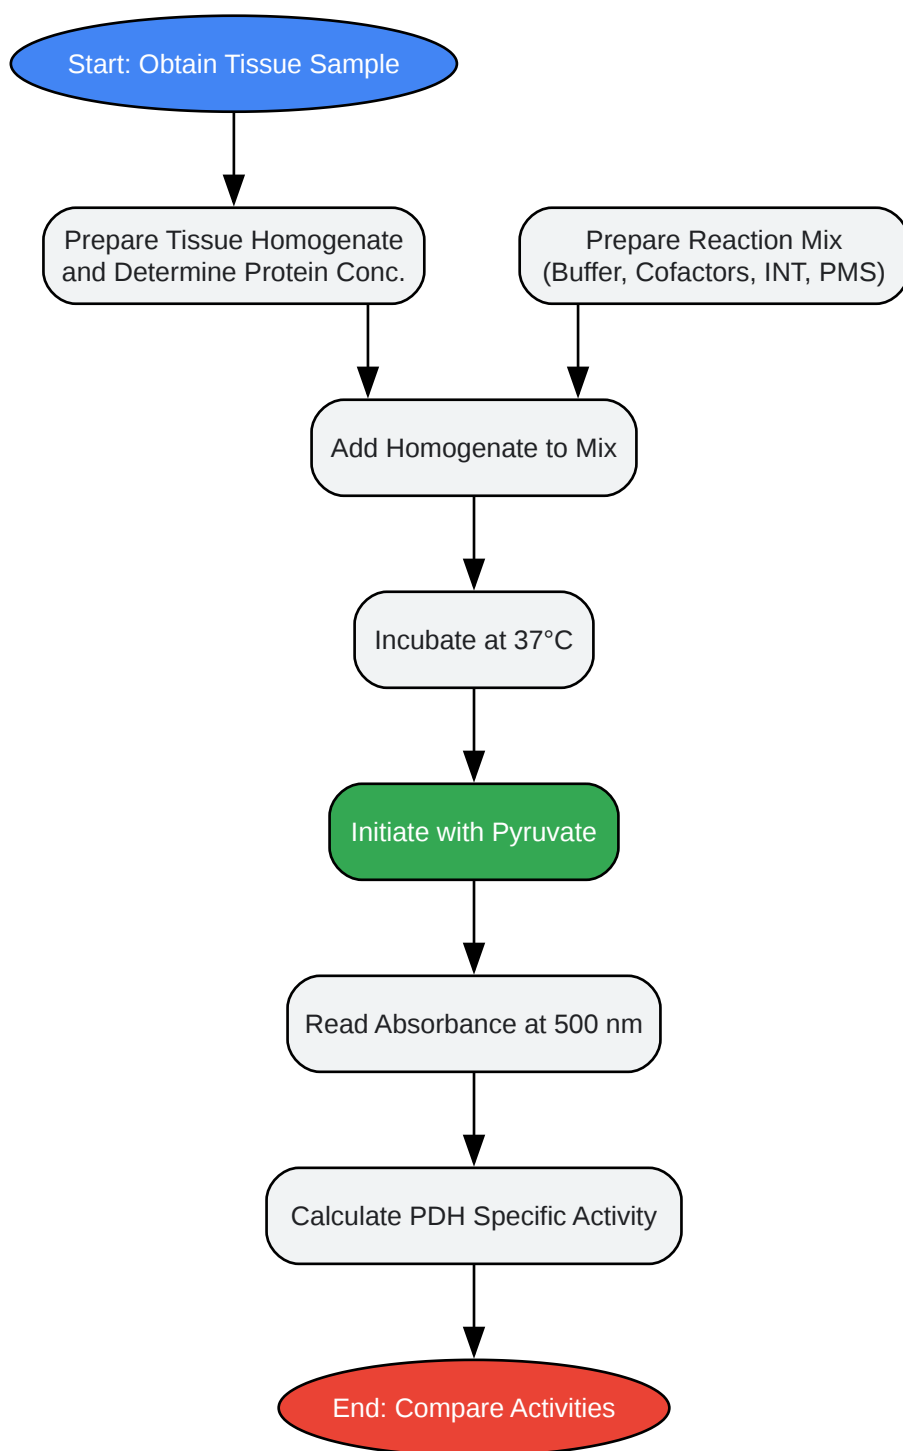 Start: Obtain Tissue Sample
Prepare Tissue Homogenate
and Determine Protein Conc.
Prepare Reaction Mix
(Buffer, Cofactors, INT, PMS)
Add Homogenate to Mix
Incubate at 37°C
Initiate with Pyruvate
Read Absorbance at 500 nm
Calculate PDH Specific Activity
End: Compare Activities